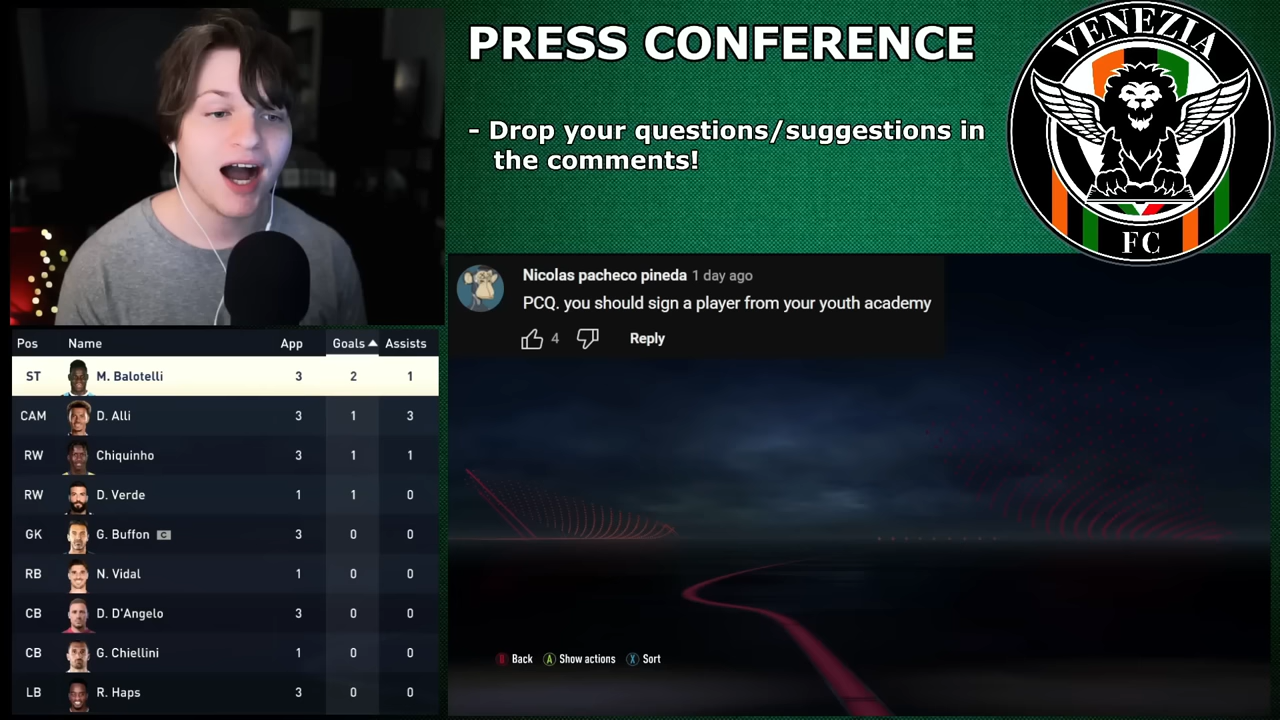 PRESS CONFERENCE
- Drop your questions/suggestions in
the comments!
VENEZIA
FC
Nicolas pacheco pineda 1 day ago
PCQ. you should sign a player from your youth academy
4 Reply
Pos Name App Goals Assists
ST M. Balotelli 3 2 1
CAM D. Alli 3 1 3
RW Chiquinho 3 1 1
RW D. Verde 1 1 0
GK G. Buffon C 3 0 0
RB N. Vidal 1 0 0
CB D. D'Angelo 3 0 0
CB G. Chiellini 1 0 0
LB R. Haps 3 0 0
B Back A Show actions X Sort